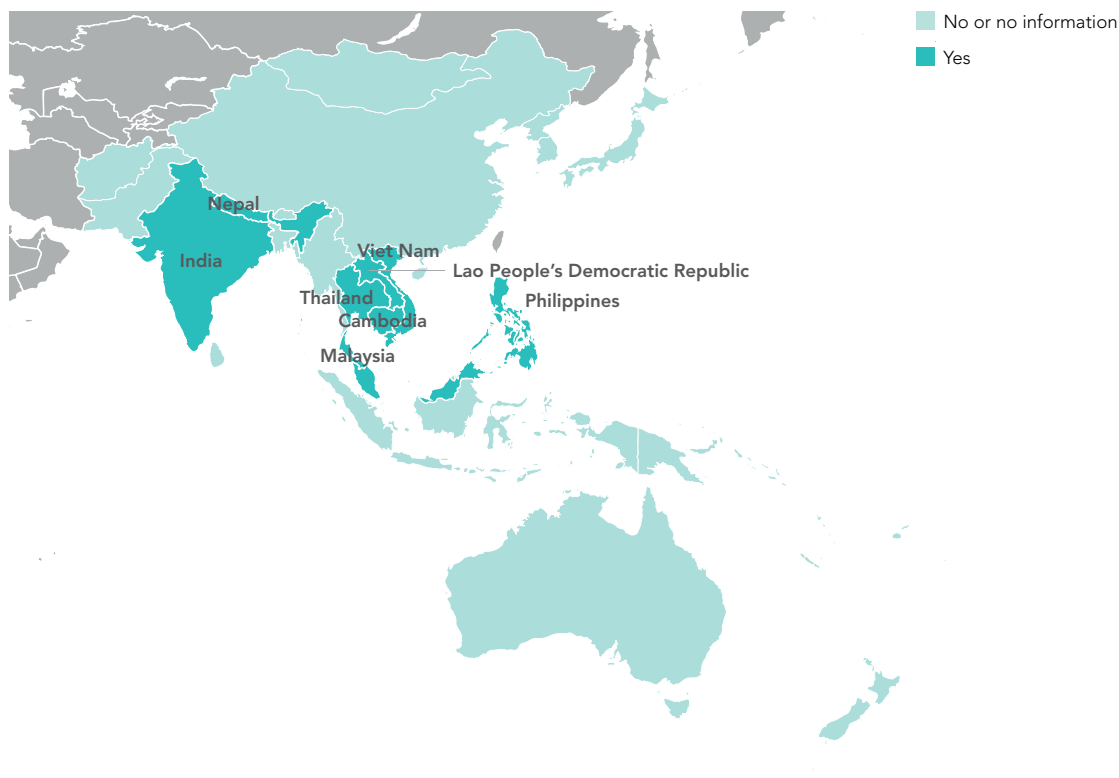 No or no information
Yes
Nepal
Viet Nam
India
Lao People’s Democratic Republic
Thailand
Philippines
Cambodia
Malaysia